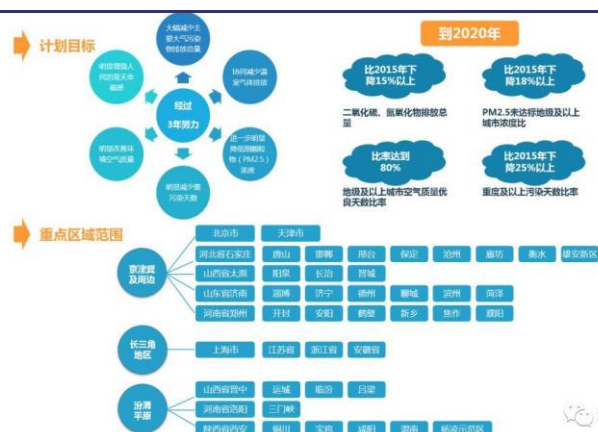 计划目标
大幅减少主
要大气污染
物排放总量
协同减少温
室气体排放
进一步明显
降低细颗粒
物（PM2.5）
浓度
明显减少重
污染天数
明显改善环
境空气质量
明显增强人
民的蓝天幸
福感
经过
3年努力
到2020年
比2015年下
降15%以上
二氧化硫、氮氧化物排放总
量
比2015年下
降18%以上
PM2.5未达标地级及以上
城市浓度比
比率达到
80%
地级及以上城市空气质量优
良天数比率
比2015年下
降25%以上
重度及以上污染天数比率
重点区域范围
京津冀
及周边
北京市 天津市
河北省石家庄 唐山 邯郸 邢台 保定 沧州 廊坊 衡水 雄安新区
山西省太原 阳泉 长治 晋城
山东省济南 淄博 济宁 德州 聊城 滨州 菏泽
河南省郑州 开封 安阳 鹤壁 新乡 焦作 濮阳
长三角
地区
上海市 江苏省 浙江省 安徽省
汾渭
平原
山西省晋中 运城 临汾 吕梁
河南省洛阳 三门峡
陕西省西安 铜川 宝鸡 咸阳 渭南 杨凌示范区